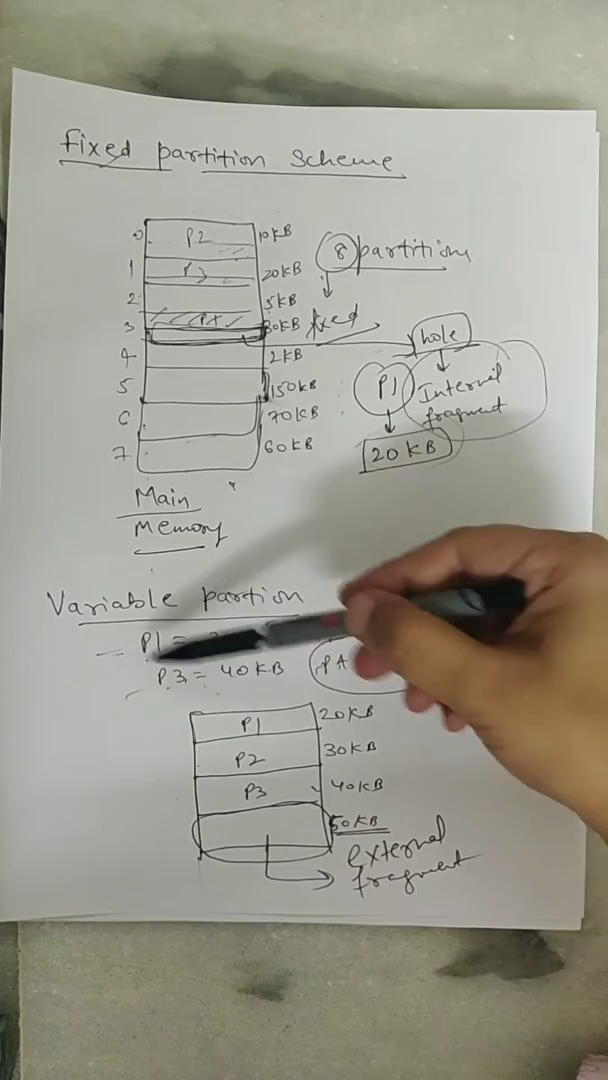 Fixed partition Scheme
0 P2 10KB
8 partitions
1 P3 20KB
2 5KB
3 30KB fixed
hole
4 2KB
P1 Internal
5 150KB
fragment
6 70KB
20 KB
7 60KB
Main
Memory
Variable partion
P1 =
P3 = 40KB
P1 20KB
P2 30KB
P3 40KB
50KB
external
fragment